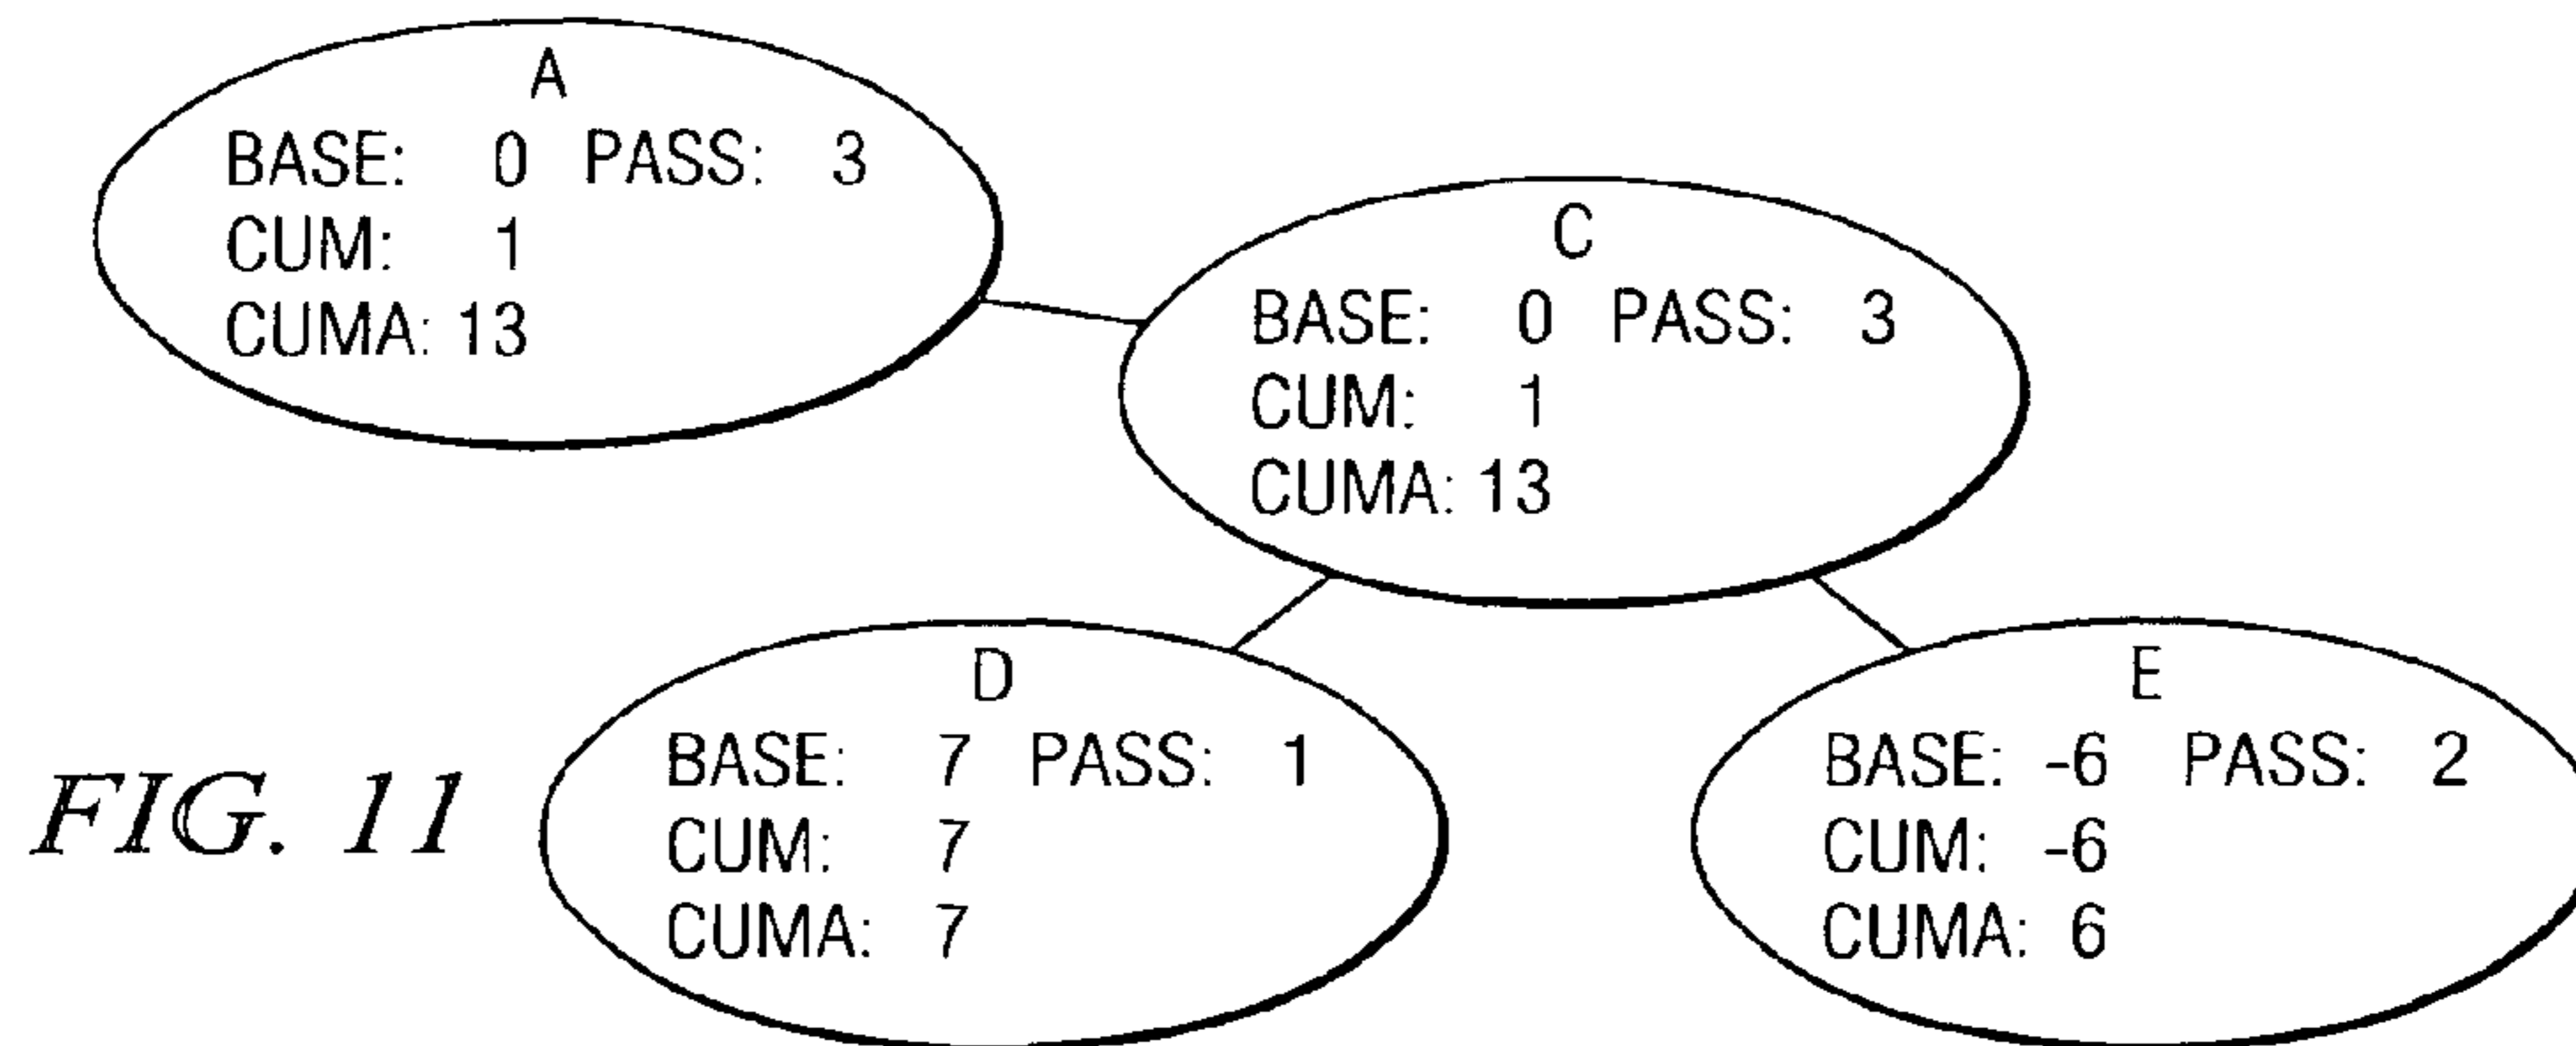 A
BASE: 0 PASS: 3
CUM: 1
CUMA: 13
C
BASE: 0 PASS: 3
CUM: 1
CUMA: 13
D
BASE: 7 PASS: 1
CUM: 7
CUMA: 7
E
BASE: -6 PASS: 2
CUM: -6
CUMA: 6
FIG. 11